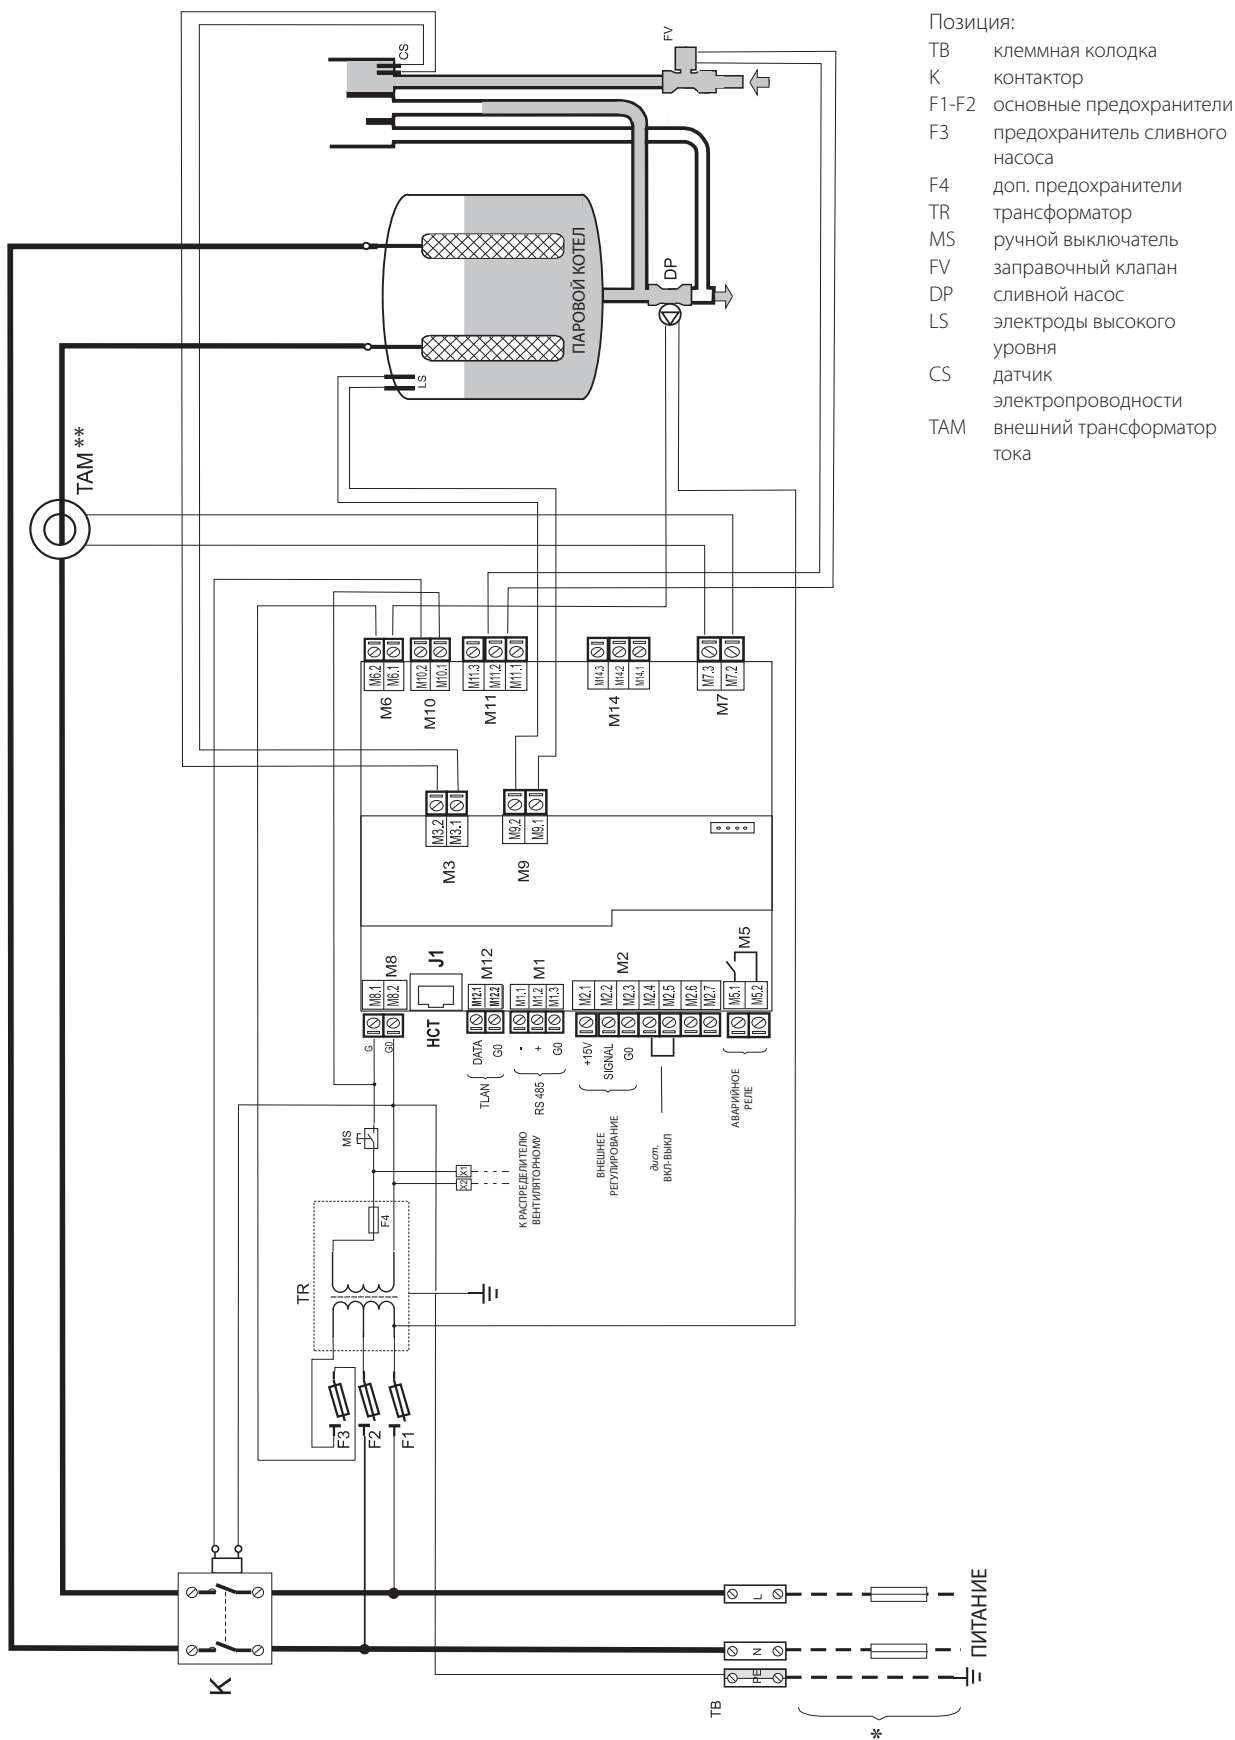 Позиция:
TB клеммная колодка
K контактор
F1-F2 основные предохранители
F3 предохранитель сливного
насоса
F4 доп. предохранители
TR трансформатор
MS ручной выключатель
FV заправочный клапан
DP сливной насос
LS электроды высокого
уровня
CS датчик
электропроводности
TAM внешний трансформатор
тока
CS
FV
ПАРОВОЙ КОТЕЛ
DP
LS
TAM **
M6.2
M6.1
M6
M10.2
M10.1
M10
M11.3
M11.2
M11.1
M11
M14.3
M14.2
M14.1
M14
M7.3
M7.2
M7
M3.2
M3.1
M3
M9.2
M9.1
M9
M8.1
M8.2
M8
G
G0
J1
HCT
M12.1
M12.2
M12
DATA
G0
TLAN
M1.1
M1.2
M1.3
M1
-
+
G0
RS 485
M2.1
M2.2
M2.3
M2.4
M2.5
M2.6
M2.7
M2
+15V
SIGNAL
G0
ВНЕШНЕЕ
РЕГУЛИРОВАНИЕ
дист.
ВКЛ-ВЫКЛ
M5.1
M5.2
M5
АВАРИЙНОЕ
РЕЛЕ
MS
X1
X2
К РАСПРЕДЕЛИТЕЛЮ
ВЕНТИЛЯТОРНОМУ
F4
TR
F3
F2
F1
K
L
N
PE
TB
ПИТАНИЕ
*